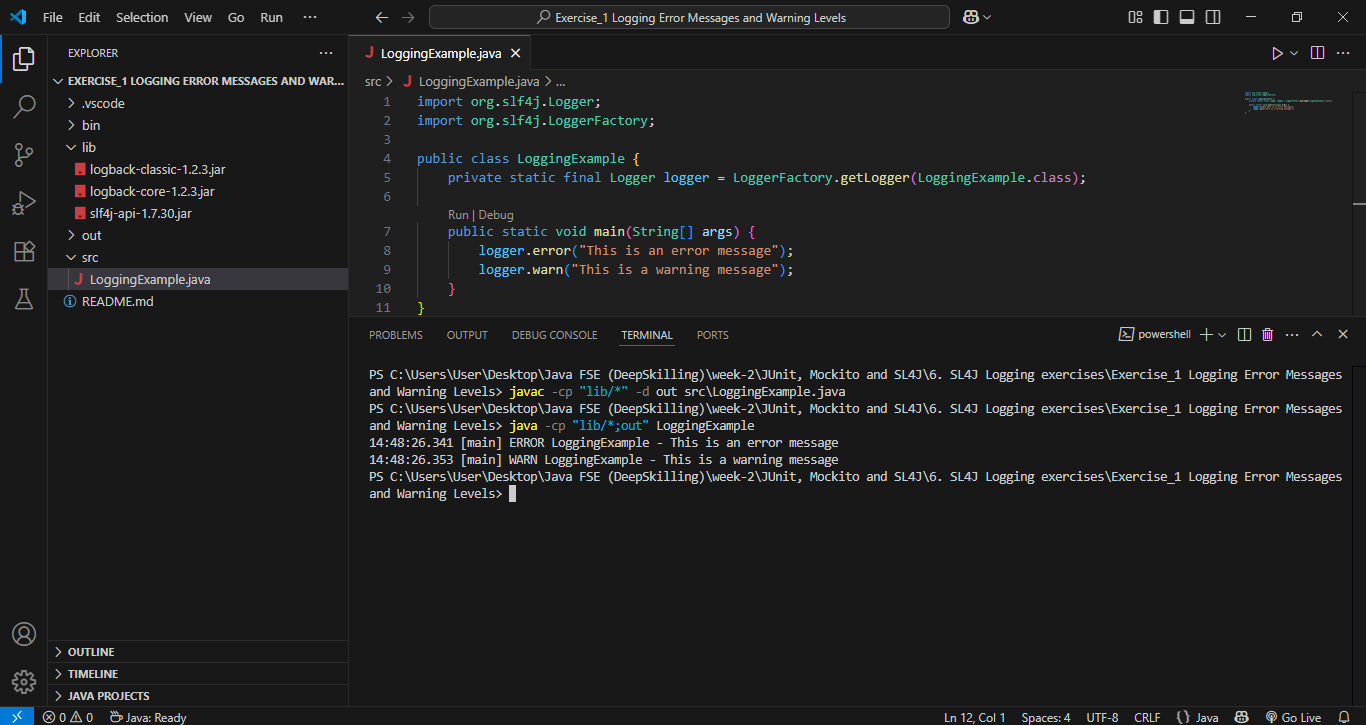 File Edit Selection View Go Run ···
Exercise_1 Logging Error Messages and Warning Levels
EXPLORER ···
EXERCISE_1 LOGGING ERROR MESSAGES AND WAR...
.vscode
bin
lib
logback-classic-1.2.3.jar
logback-core-1.2.3.jar
slf4j-api-1.7.30.jar
out
src
J LoggingExample.java
README.md
OUTLINE
TIMELINE
JAVA PROJECTS
J LoggingExample.java
src > J LoggingExample.java > ...
1 import org.slf4j.Logger;
2 import org.slf4j.LoggerFactory;
3
4 public class LoggingExample {
5 private static final Logger logger = LoggerFactory.getLogger(LoggingExample.class);
6
Run | Debug
7 public static void main(String[] args) {
8 logger.error("This is an error message");
9 logger.warn("This is a warning message");
10 }
11 }
PROBLEMS OUTPUT DEBUG CONSOLE TERMINAL PORTS
powershell
PS C:\Users\User\Desktop\Java FSE (DeepSkilling)\week-2\JUnit, Mockito and SL4J\6. SL4J Logging exercises\Exercise_1 Logging Error Messages
and Warning Levels> javac -cp "lib/*" -d out src\LoggingExample.java
PS C:\Users\User\Desktop\Java FSE (DeepSkilling)\week-2\JUnit, Mockito and SL4J\6. SL4J Logging exercises\Exercise_1 Logging Error Messages
and Warning Levels> java -cp "lib/*;out" LoggingExample
14:48:26.341 [main] ERROR LoggingExample - This is an error message
14:48:26.353 [main] WARN LoggingExample - This is a warning message
PS C:\Users\User\Desktop\Java FSE (DeepSkilling)\week-2\JUnit, Mockito and SL4J\6. SL4J Logging exercises\Exercise_1 Logging Error Messages
and Warning Levels>
0 0 Java: Ready
Ln 12, Col 1 Spaces: 4 UTF-8 CRLF {} Java Go Live